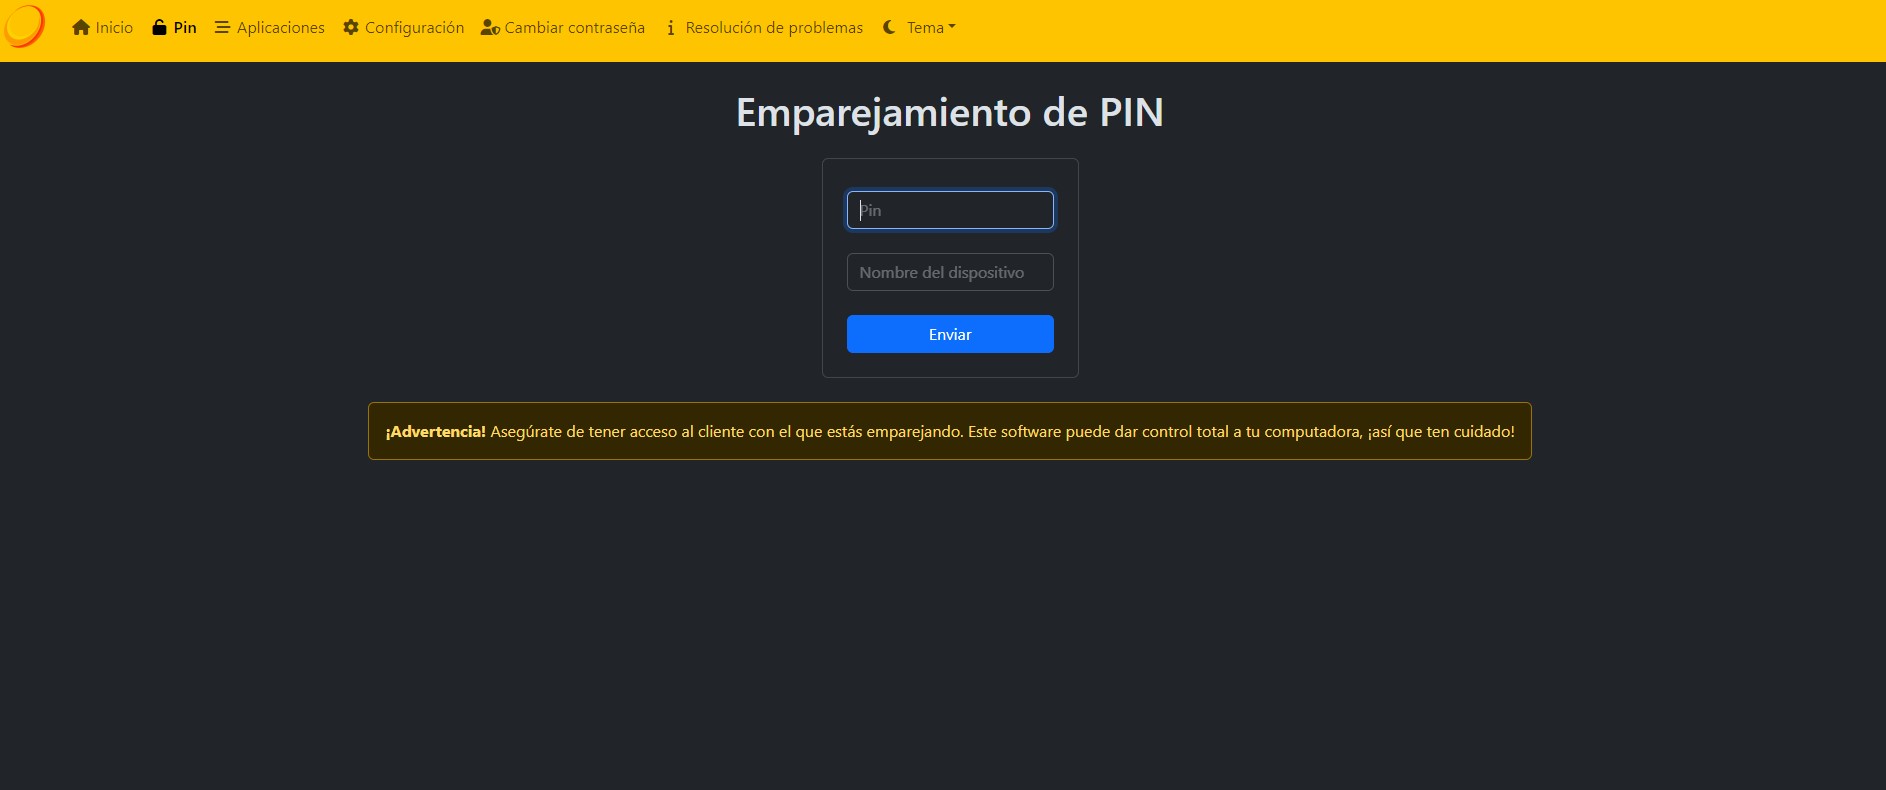 Inicio Pin Aplicaciones Configuración Cambiar contraseña Resolución de problemas Tema
Emparejamiento de PIN
Pin
Nombre del dispositivo
Enviar
¡Advertencia! Asegúrate de tener acceso al cliente con el que estás emparejando. Este software puede dar control total a tu computadora, ¡así que ten cuidado!